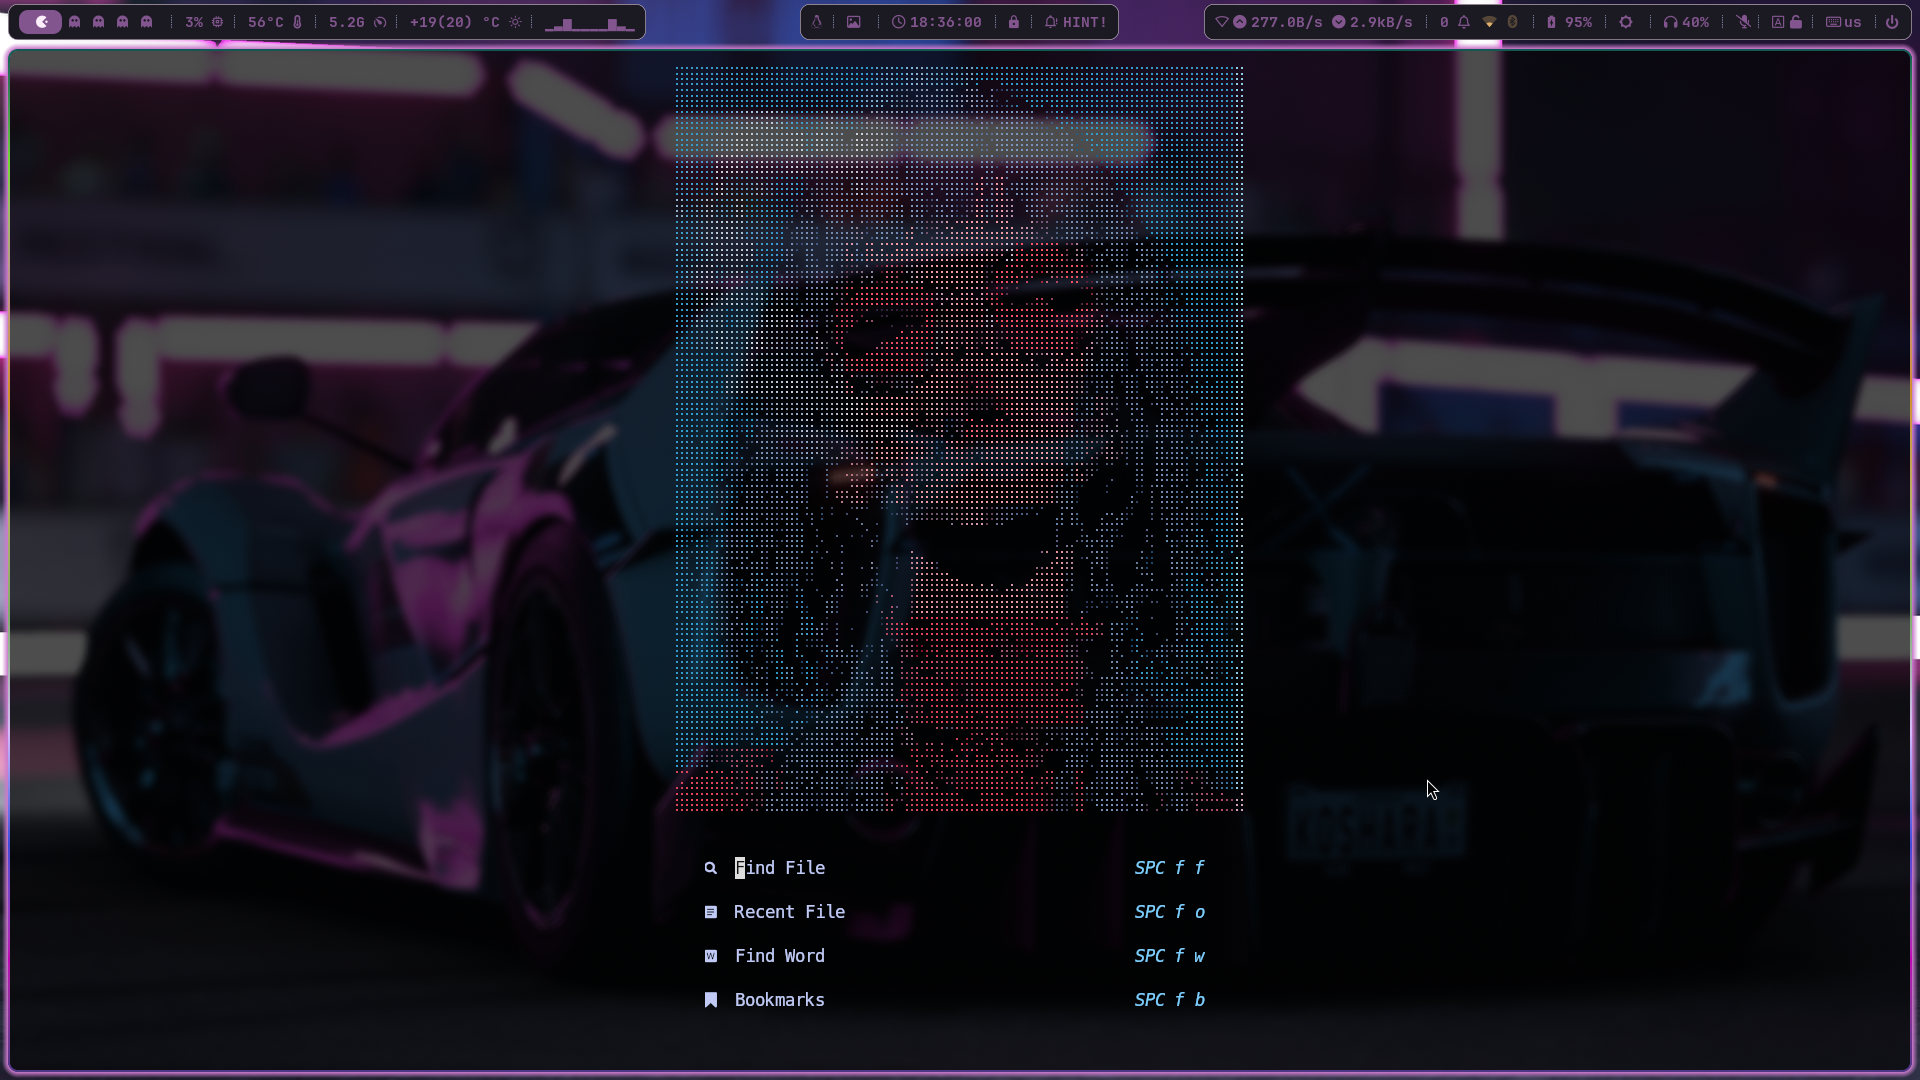 3% 56°C 5.2G +19(20) °C 18:36:00 HINT! 277.0B/s 2.9kB/s 0 95% 40% A us
Find File SPC f f
Recent File SPC f o
W Find Word SPC f w
Bookmarks SPC f b